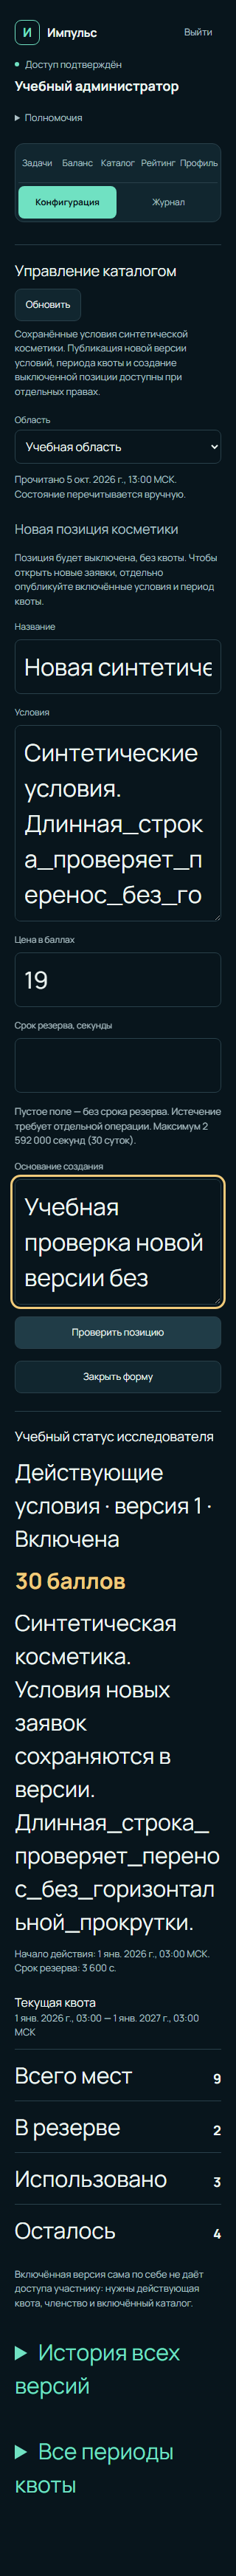 И Импульс Выйти
Доступ подтверждён
Учебный администратор
Полномочия
Задачи Баланс Каталог Рейтинг Профиль
Конфигурация Журнал
Управление каталогом
Обновить
Сохранённые условия синтетической
косметики. Публикация новой версии
условий, периода квоты и создание
выключенной позиции доступны при
отдельных правах.
Область
Учебная область
Прочитано 5 окт. 2026 г., 13:00 МСК.
Состояние перечитывается вручную.
Новая позиция косметики
Позиция будет выключена, без квоты. Чтобы
открыть новые заявки, отдельно
опубликуйте включённые условия и период
квоты.
Название
Новая синтетиче
Условия
Синтетические
условия.
Длинная_строк
а_проверяет_п
еренос_без_го
Цена в баллах
19
Срок резерва, секунды
Пустое поле — без срока резерва. Истечение
требует отдельной операции. Максимум 2
592 000 секунд (30 суток).
Основание создания
Учебная
проверка новой
версии без
Проверить позицию
Закрыть форму
Учебный статус исследователя
Действующие
условия · версия 1 ·
Включена
30 баллов
Синтетическая
косметика.
Условия новых
заявок
сохраняются в
версии.
Длинная_строка_
проверяет_перено
с_без_горизонтал
ьной_прокрутки.
Начало действия: 1 янв. 2026 г., 03:00 МСК.
Срок резерва: 3 600 с.
Текущая квота
1 янв. 2026 г., 03:00 — 1 янв. 2027 г., 03:00
МСК
Всего мест 9
В резерве 2
Использовано 3
Осталось 4
Включённая версия сама по себе не даёт
доступа участнику: нужны действующая
квота, членство и включённый каталог.
История всех
версий
Все периоды
квоты